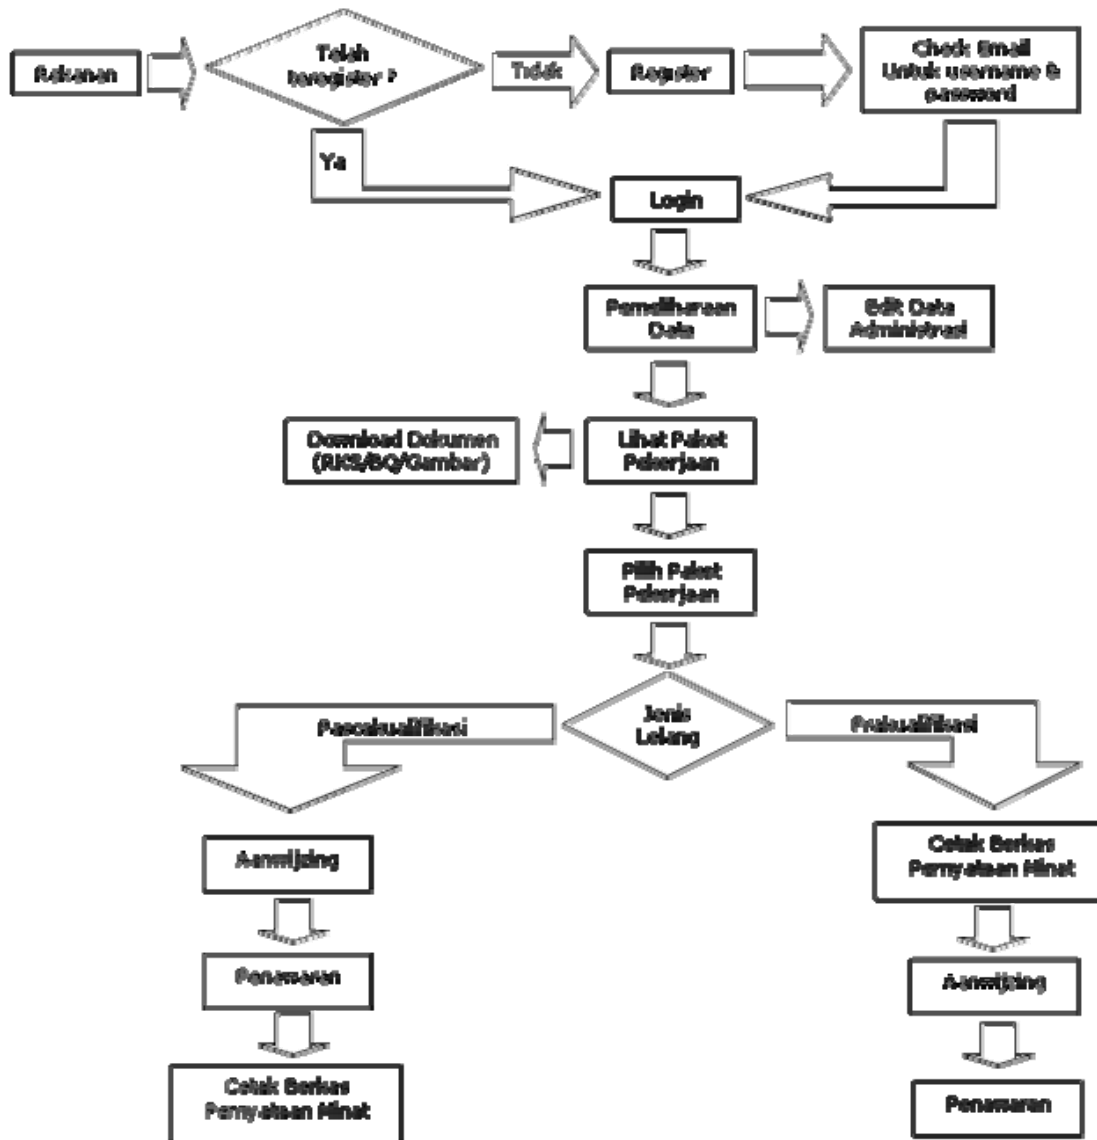 Rekanan
Telah
teregister ?
Tidak
Register
Check Email
Untuk username &
password
Ya
Login
Pemeliharaan
Data
Edit Data
Administrasi
Download Dokumen
(RKS/BQ/Gambar)
Lihat Paket
Pekerjaan
Pilih Paket
Pekerjaan
Jenis
Lelang
Pascakualifikasi
Prakualifikasi
Aanwijzing
Cetak Berkas
Pernyataan Minat
Penawaran
Aanwijzing
Cetak Berkas
Pernyataan Minat
Penawaran